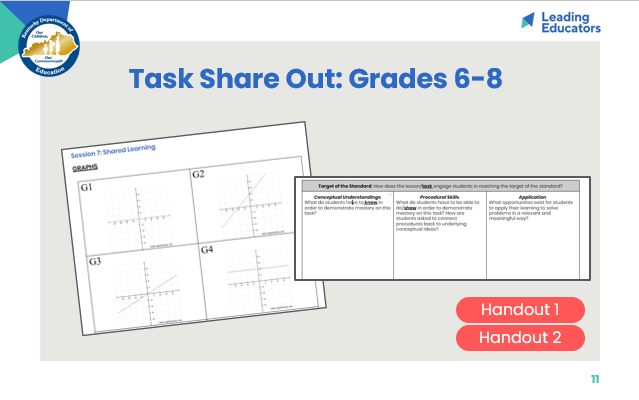 Kentucky Department of
Our Children,
Our Commonwealth
Education
Leading
Educators
Task Share Out: Grades 6-8
Session 7: Shared Learning
GRAPHS
G1
G2
G3
G4
Target of the Standard: How does the lesson/task engage students in reaching the target of the standard?
Conceptual Understandings
What do students have to know in
order to demonstrate mastery on this
task?
Procedural Skills
What do students have to be able to
do/show in order to demonstrate
mastery on this task? How are
students asked to connect
procedures back to underlying
conceptual ideas?
Application
What opportunities exist for students
to apply their learning to solve
problems in a relevant and
meaningful way?
Handout 1
Handout 2
11